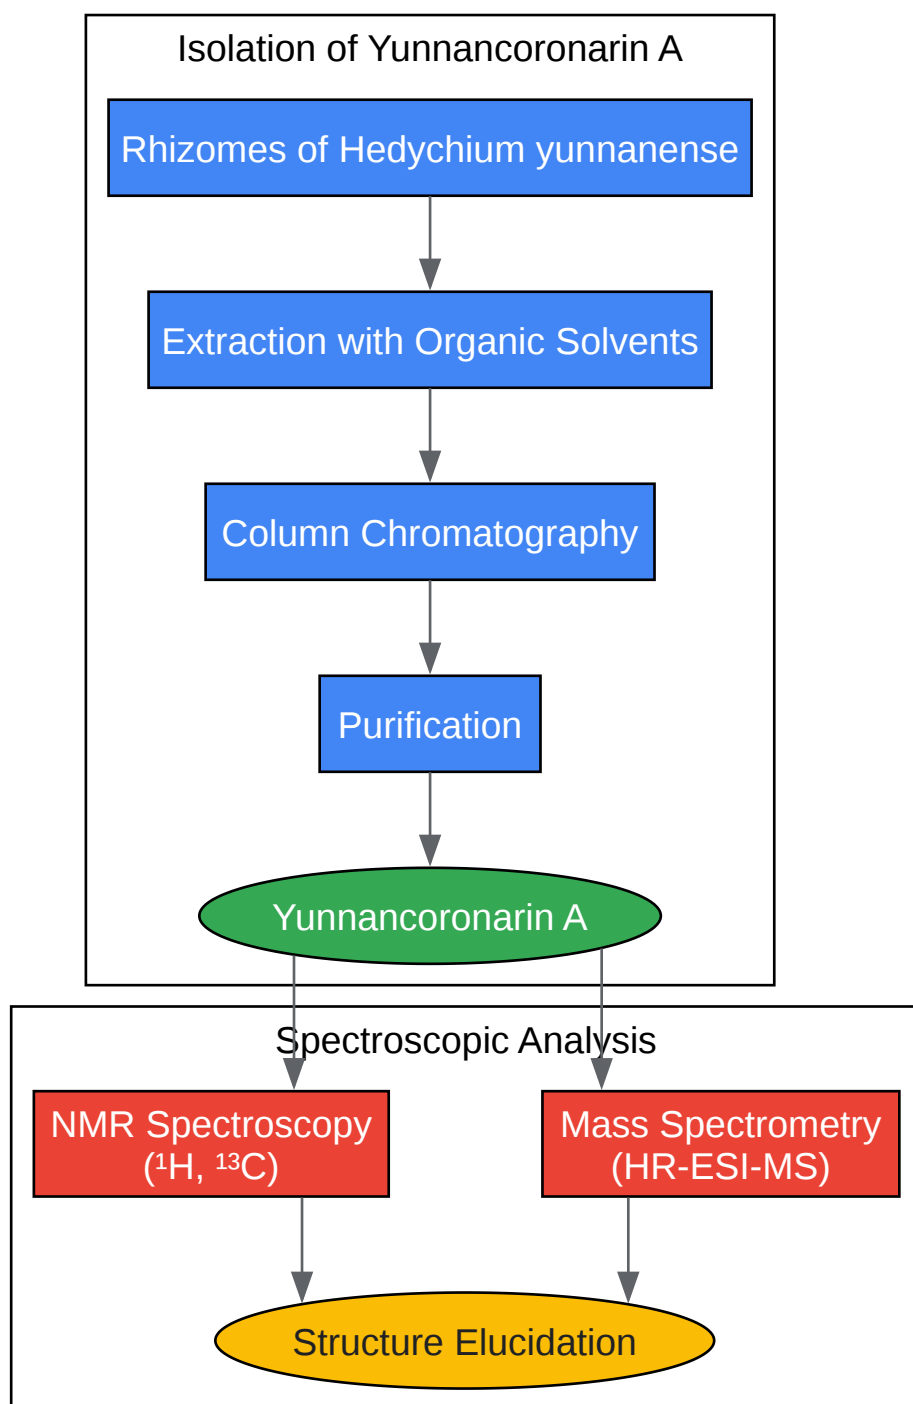 Isolation of Yunnancoronarin A
Rhizomes of Hedychium yunnanense
Extraction with Organic Solvents
Column Chromatography
Purification
Yunnancoronarin A
Spectroscopic Analysis
NMR Spectroscopy
(¹H, ¹³C)
Mass Spectrometry
(HR-ESI-MS)
Structure Elucidation